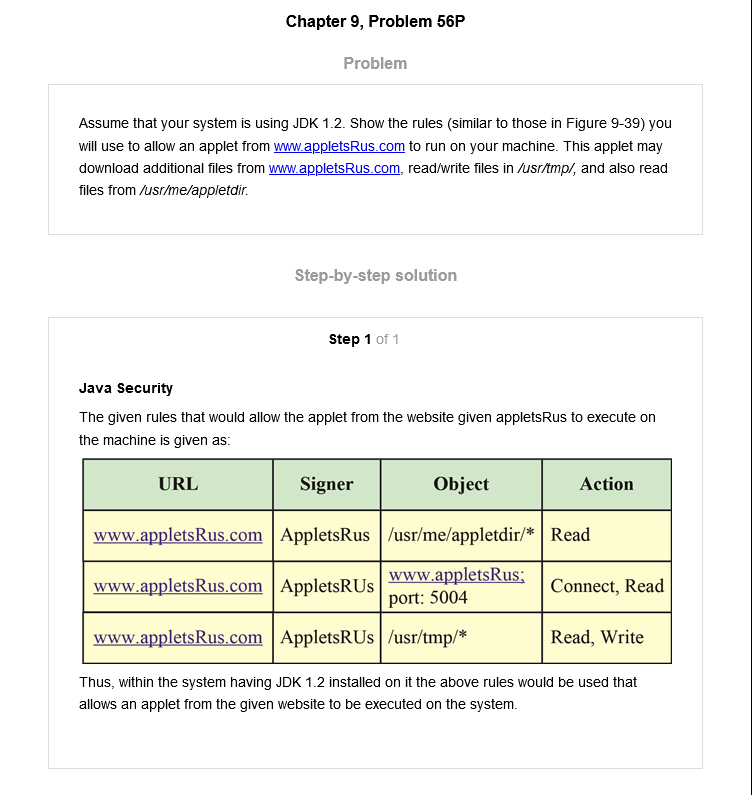 Chapter 9, Problem 56P
Problem
Assume that your system is using JDK 1.2. Show the rules (similar to those in Figure 9-39) you
will use to allow an applet from www.appletsRus.com to run on your machine. This applet may
download additional files from www.appletsRus.com, read/write files in /usr/tmp/, and also read
files from /usr/me/appletdir.
Step-by-step solution
Step 1 of 1
Java Security
The given rules that would allow the applet from the website given appletsRus to execute on
the machine is given as:
URL Signer Object Action
www.appletsRus.com AppletsRus /usr/me/appletdir/* Read
www.appletsRus.com AppletsRUs www.appletsRus; port: 5004 Connect, Read
www.appletsRus.com AppletsRUs /usr/tmp/* Read, Write
Thus, within the system having JDK 1.2 installed on it the above rules would be used that
allows an applet from the given website to be executed on the system.